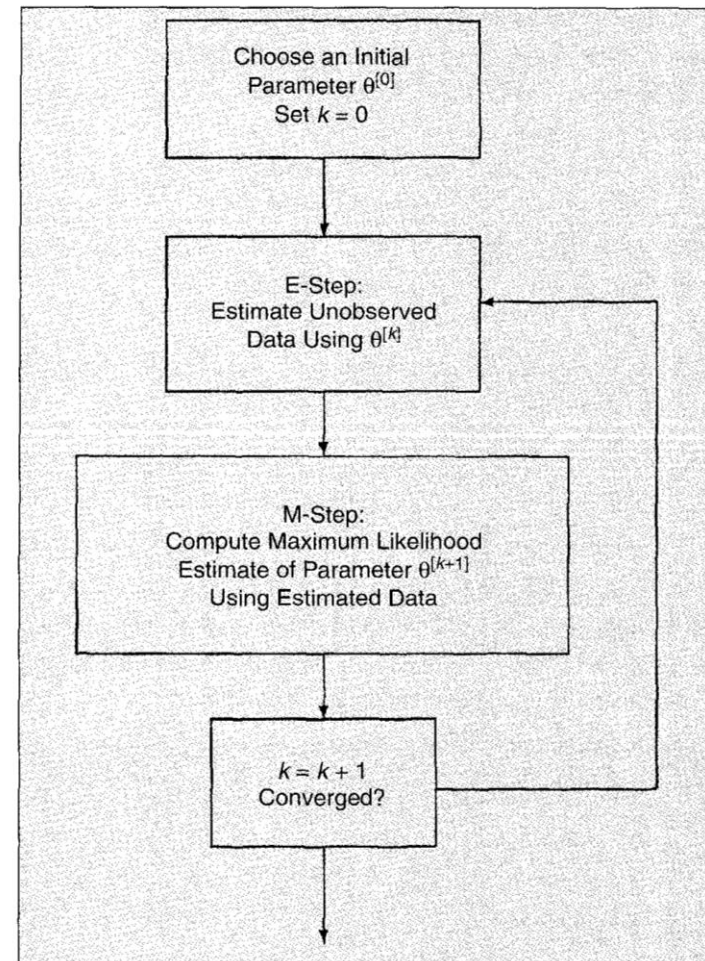 Choose an Initial
Parameter θ[0]
Set k = 0
E-Step:
Estimate Unobserved
Data Using θ[k]
M-Step:
Compute Maximum Likelihood
Estimate of Parameter θ[k+1]
Using Estimated Data
k = k + 1
Converged?